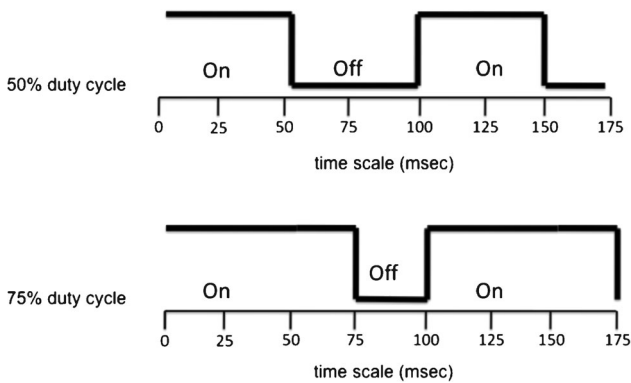 On Off On
50% duty cycle
0 25 50 75 100 125 150 175
time scale (msec)
Off
On On
75% duty cycle
0 25 50 75 100 125 150 175
time scale (msec)